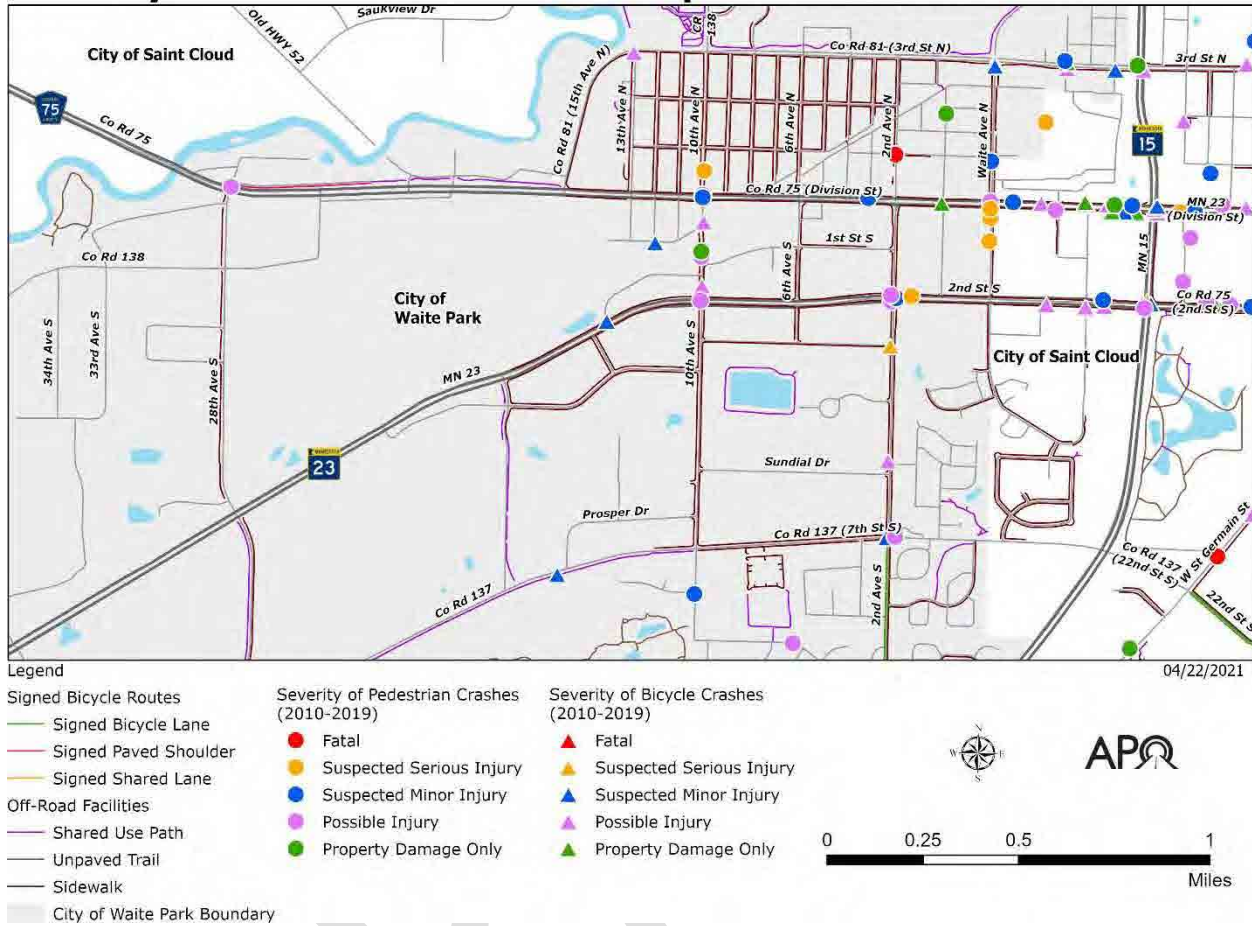 Saukview Dr
CR 138
Old HWY 52
City of Saint Cloud
Co Rd 81 (3rd St N)
3rd St N
75
Co Rd 75
Co Rd 81 (15th Ave N)
13th Ave N
10th Ave N
6th Ave N
2nd Ave N
Waite Ave N
15
Co Rd 75 (Division St)
MN 23
(Division St)
1st St S
Co Rd 138
6th Ave S
MN 15
2nd St S
Co Rd 75
(2nd St S)
City of
Waite Park
City of Saint Cloud
34th Ave S
33rd Ave S
28th Ave S
10th Ave S
MN 23
23
Sundial Dr
Prosper Dr
Co Rd 137 (7th St S)
Co Rd 137
(22nd St S)
W St Germain St
Co Rd 137
2nd Ave S
22nd St S
Legend
04/22/2021
Signed Bicycle Routes
Signed Bicycle Lane
Signed Paved Shoulder
Signed Shared Lane
Off-Road Facilities
Shared Use Path
Unpaved Trail
Sidewalk
City of Waite Park Boundary
Severity of Pedestrian Crashes
(2010-2019)
Fatal
Suspected Serious Injury
Suspected Minor Injury
Possible Injury
Property Damage Only
Severity of Bicycle Crashes
(2010-2019)
Fatal
Suspected Serious Injury
Suspected Minor Injury
Possible Injury
Property Damage Only
N
W E
S
APO
0 0.25 0.5 1
Miles